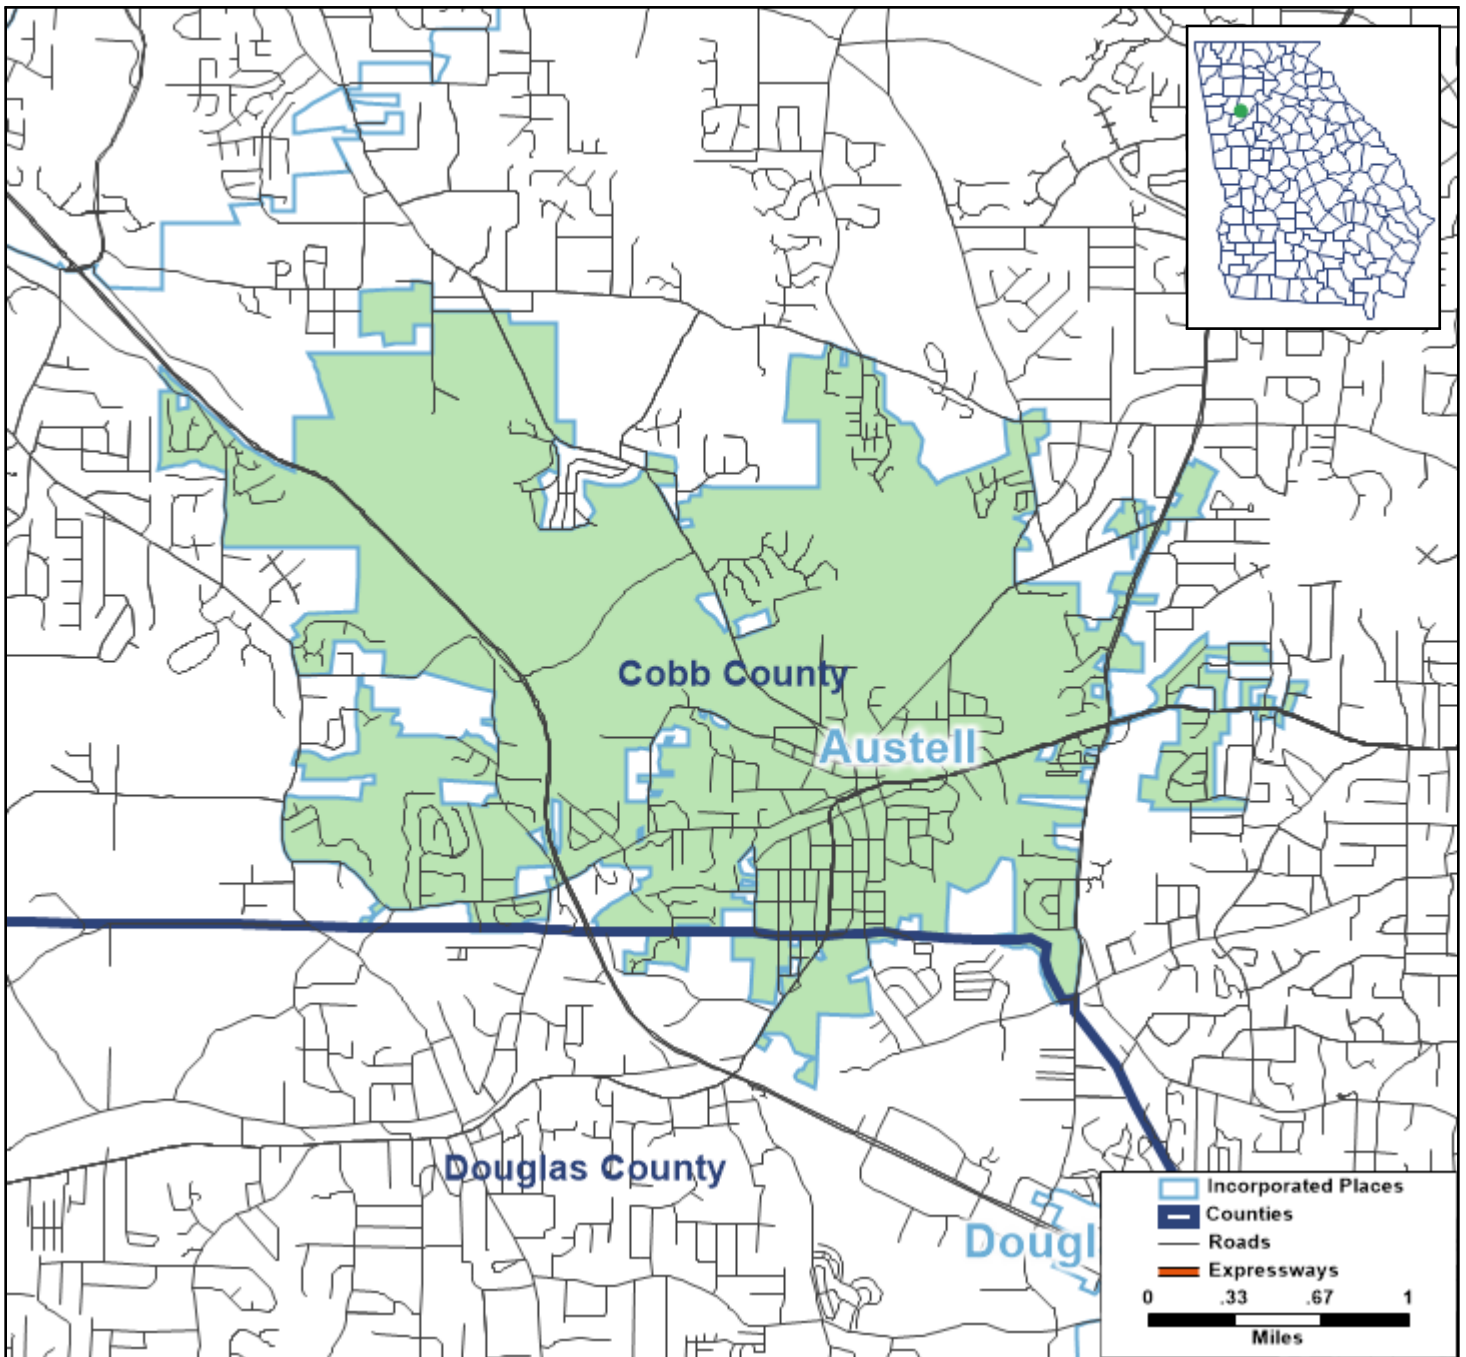 Cobb County
Austell
Douglas County
Dougl
Incorporated Places
Counties
Roads
Expressways
0 .33 .67 1
Miles